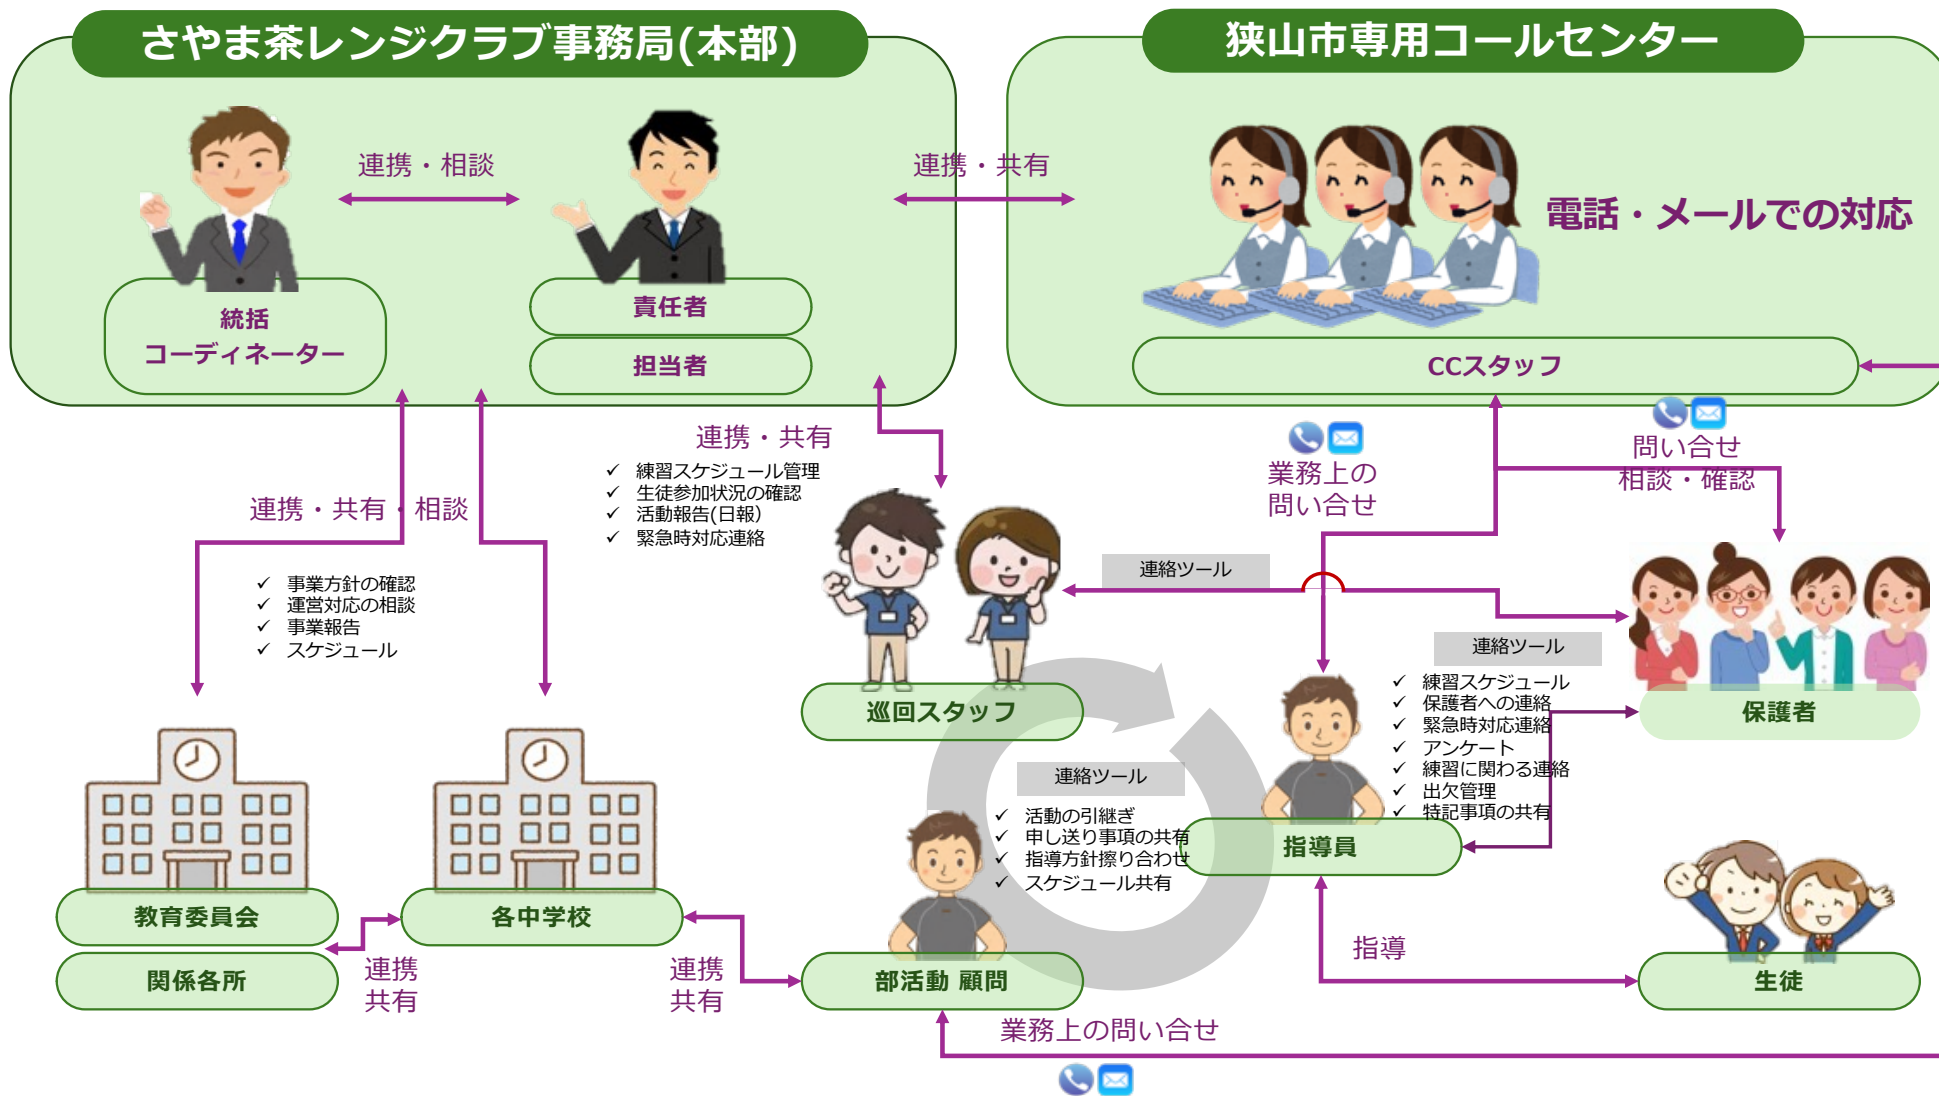 さやま茶レンジクラブ事務局(本部)
狭山市専用コールセンター
連携・相談
連携・共有
電話・メールでの対応
統括
コーディネーター
責任者
担当者
CCスタッフ
連携・共有
練習スケジュール管理
生徒参加状況の確認
活動報告(日報)
緊急時対応連絡
業務上の
問い合せ
問い合せ
相談・確認
連携・共有・相談
事業方針の確認
運営対応の相談
事業報告
スケジュール
連絡ツール
連絡ツール
練習スケジュール
保護者への連絡
緊急時対応連絡
アンケート
練習に関わる連絡
出欠管理
特記事項の共有
巡回スタッフ
保護者
連絡ツール
活動の引継ぎ
申し送り事項の共有
指導方針擦り合わせ
スケジュール共有
指導員
教育委員会
関係各所
各中学校
連携
共有
連携
共有
部活動 顧問
指導
生徒
業務上の問い合せ